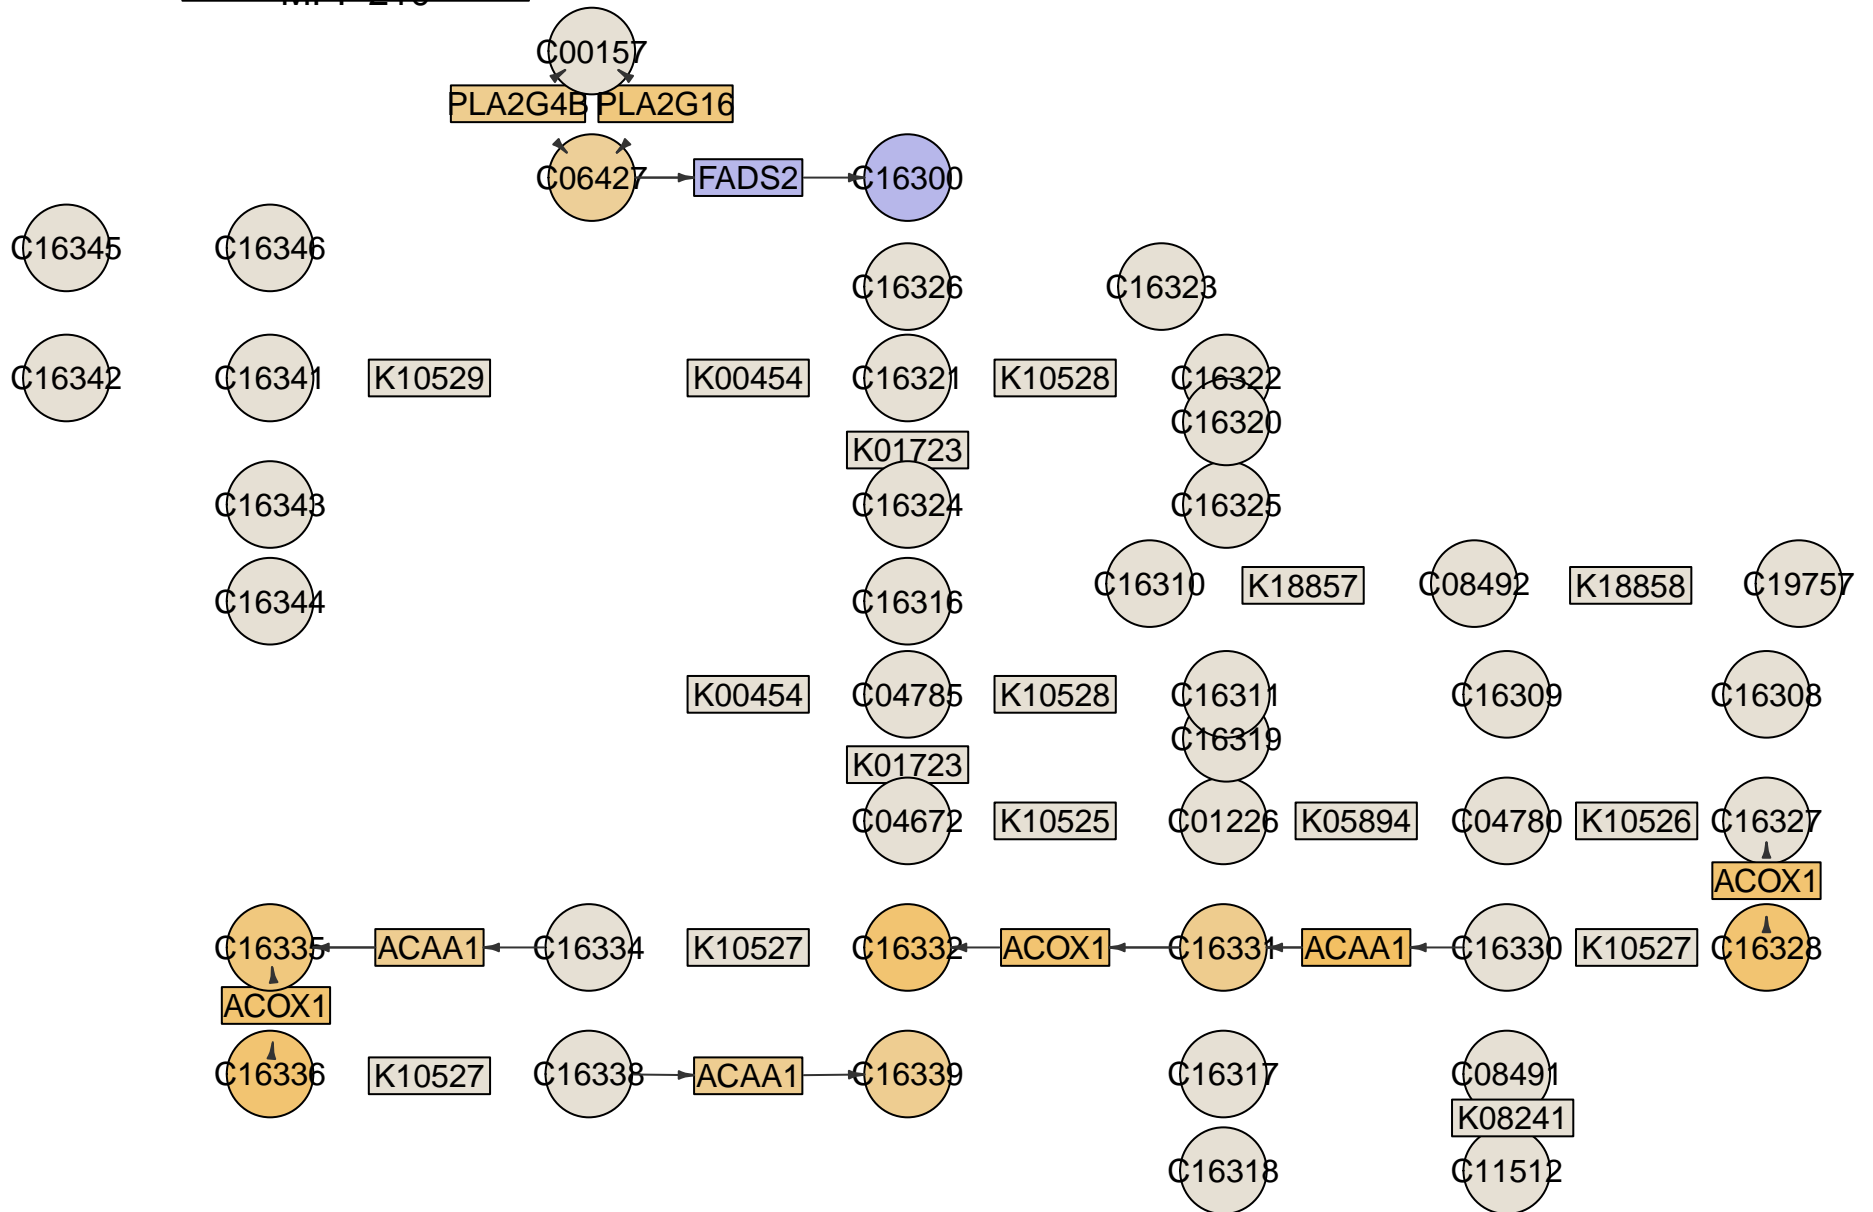 C00157
PLA2G4B PLA2G16
C06427 FADS2 C16300
C16345 C16346
C16326 C16323
C16342 C16341 K10529 K00454 C16321 K10528 C16322
C16320
K01723
C16343 C16324 C16325
C16310 K18857 C08492 K18858 C19757
C16344 C16316
K00454 C04785 K10528 C16311 C16309 C16308
C16319
K01723
C04672 K10525 C01226 K05894 C04780 K10526 C16327
ACOX1
C16335 ACAA1 C16334 K10527 C16332 ACOX1 C16331 ACAA1 C16330 K10527 C16328
ACOX1
C16336 K10527 C16338 ACAA1 C16339 C16317 C08491
K08241
C16318 C11512